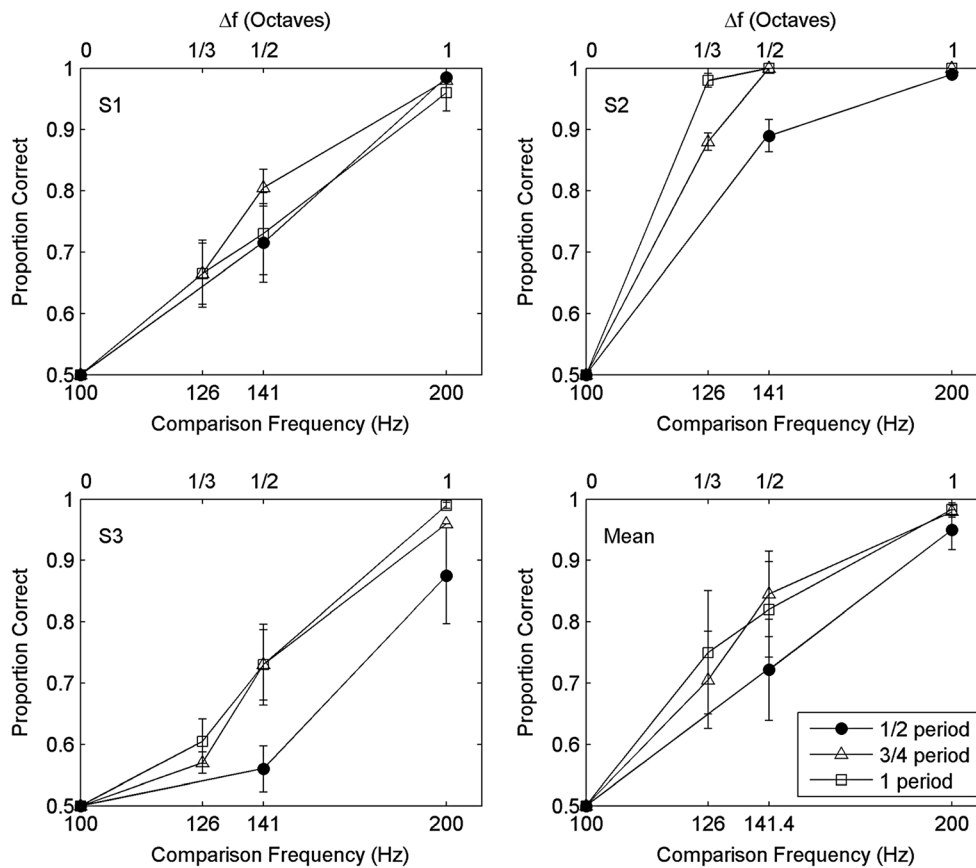 Δf (Octaves)
0 1/3 1/2 1
S1
Proportion Correct
1
0.9
0.8
0.7
0.6
0.5
100 126 141 200
Comparison Frequency (Hz)
Δf (Octaves)
0 1/3 1/2 1
S2
Proportion Correct
1
0.9
0.8
0.7
0.6
0.5
100 126 141.4 200
Comparison Frequency (Hz)
0 1/3 1/2 1
S3
Proportion Correct
1
0.9
0.8
0.7
0.6
0.5
100 126 141 200
Comparison Frequency (Hz)
0 1/3 1/2 1
Mean
Proportion Correct
1
0.9
0.8
0.7
0.6
0.5
100 126 141.4 200
Comparison Frequency (Hz)
1/2 period
3/4 period
1 period